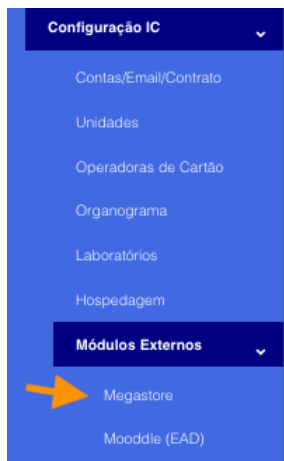 Configuração IC
Contas/Email/Contrato
Unidades
Operadoras de Cartão
Organograma
Laboratórios
Hospedagem
Módulos Externos
Megastore
Mooddle (EAD)